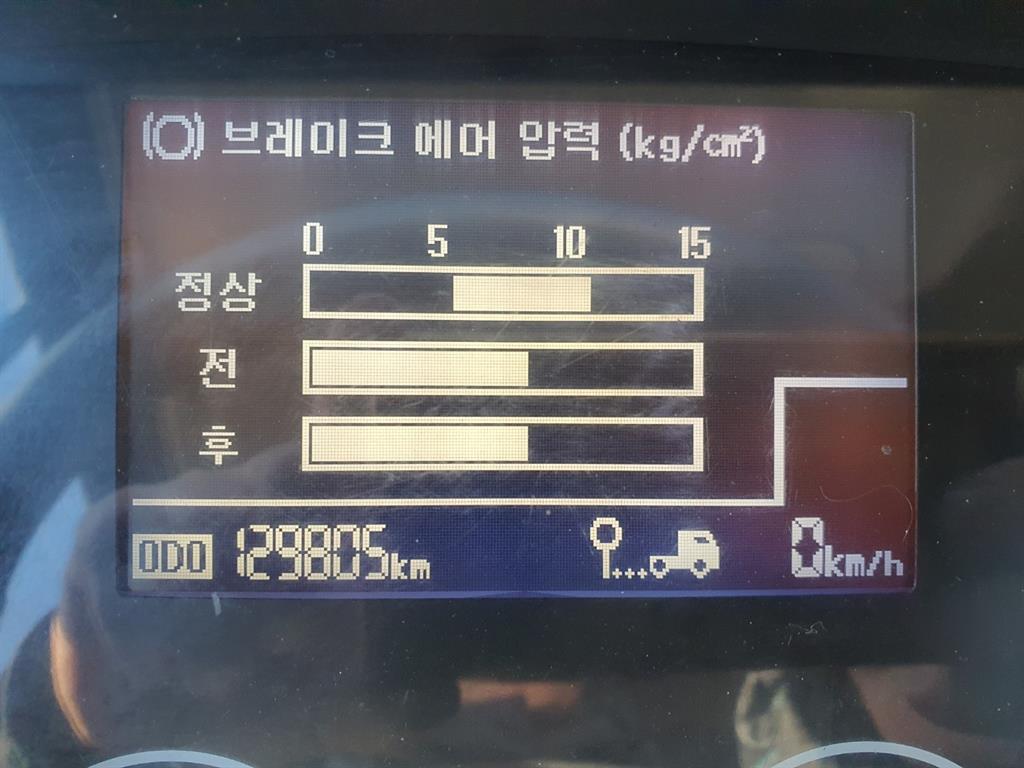 브레이크 에어 압력 (kg/cm²)
0 5 10 15
정상
전
후
ODO 129805km 0km/h